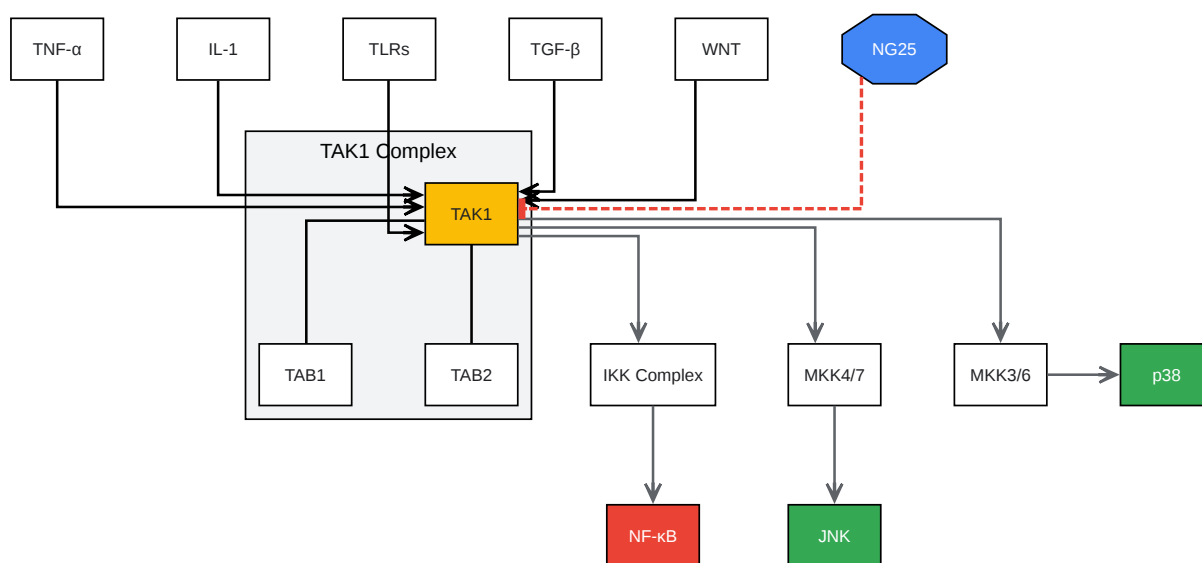 TNF-α
IL-1
TLRs
TGF-β
WNT
NG25
TAK1 Complex
TAK1
TAB1
TAB2
IKK Complex
MKK4/7
MKK3/6
p38
NF-κB
JNK